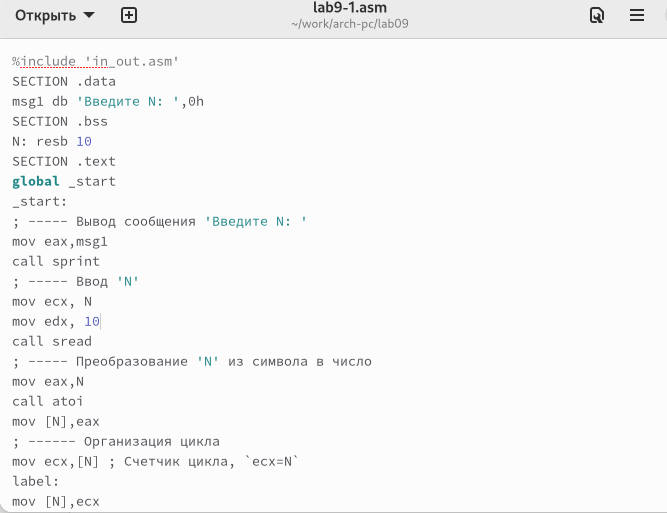 Открыть
lab9-1.asm
~/work/arch-pc/lab09
%include 'in_out.asm'
SECTION .data
msg1 db 'Введите N: ',0h
SECTION .bss
N: resb 10
SECTION .text
global _start
_start:
; ----- Вывод сообщения 'Введите N: '
mov eax,msg1
call sprint
; ----- Ввод 'N'
mov ecx, N
mov edx, 10
call sread
; ----- Преобразование 'N' из символа в число
mov eax,N
call atoi
mov [N],eax
; ------ Организация цикла
mov ecx,[N] ; Счетчик цикла, `ecx=N`
label:
mov [N],ecx